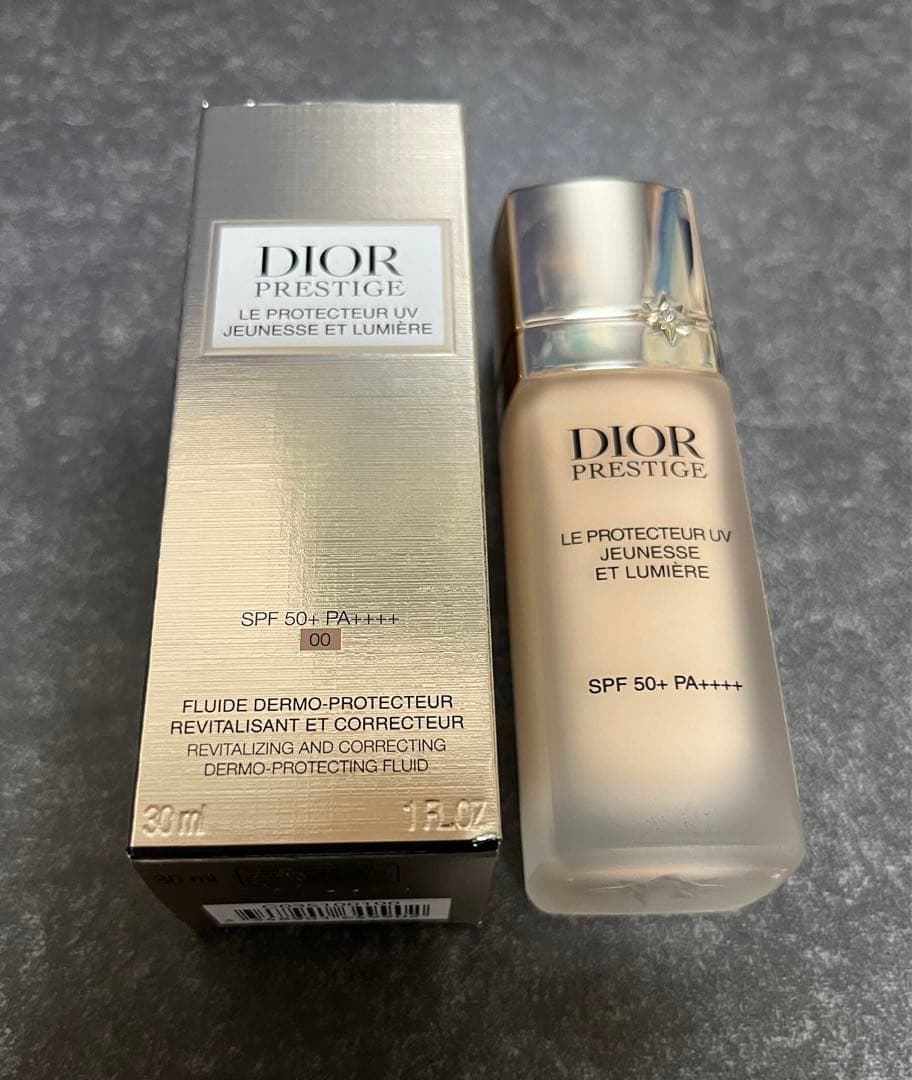 DIOR
PRESTIGE
LE PROTECTEUR UV
JEUNESSE ET LUMIÈRE
SPF 50+ PA++++
00
FLUIDE DERMO-PROTECTEUR
REVITALISANT ET CORRECTEUR
REVITALIZING AND CORRECTING
DERMO-PROTECTING FLUID
30 ml 1 FL.OZ
30 ml
DIOR
PRESTIGE
LE PROTECTEUR UV
JEUNESSE
ET LUMIÈRE
SPF 50+ PA++++